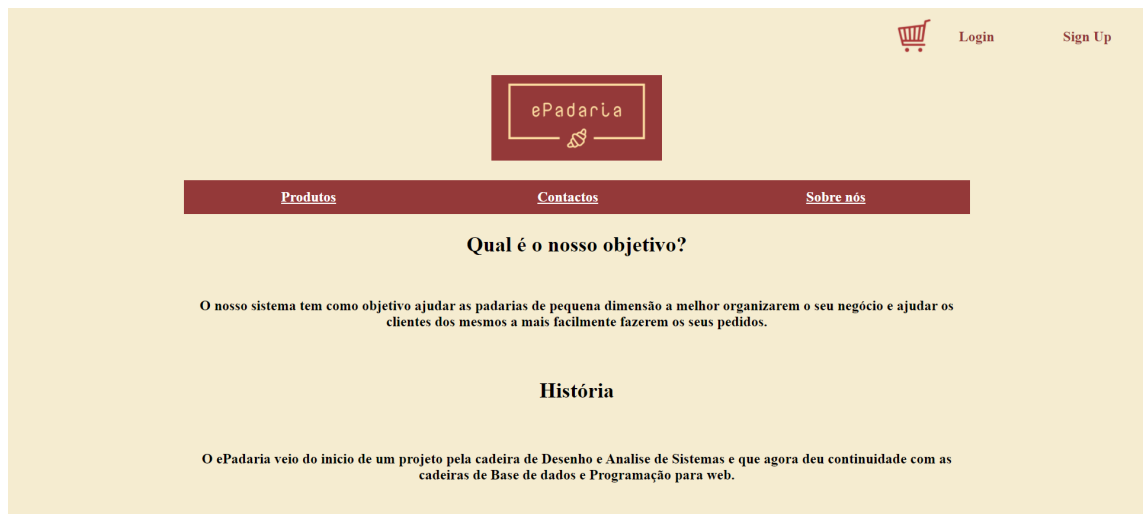 Login Sign Up
ePadaria
Produtos Contactos Sobre nós
Qual é o nosso objetivo?
O nosso sistema tem como objetivo ajudar as padarias de pequena dimensão a melhor organizarem o seu negócio e ajudar os
clientes dos mesmos a mais facilmente fazerem os seus pedidos.
História
O ePadaria veio do inicio de um projeto pela cadeira de Desenho e Analise de Sistemas e que agora deu continuidade com as
cadeiras de Base de dados e Programação para web.